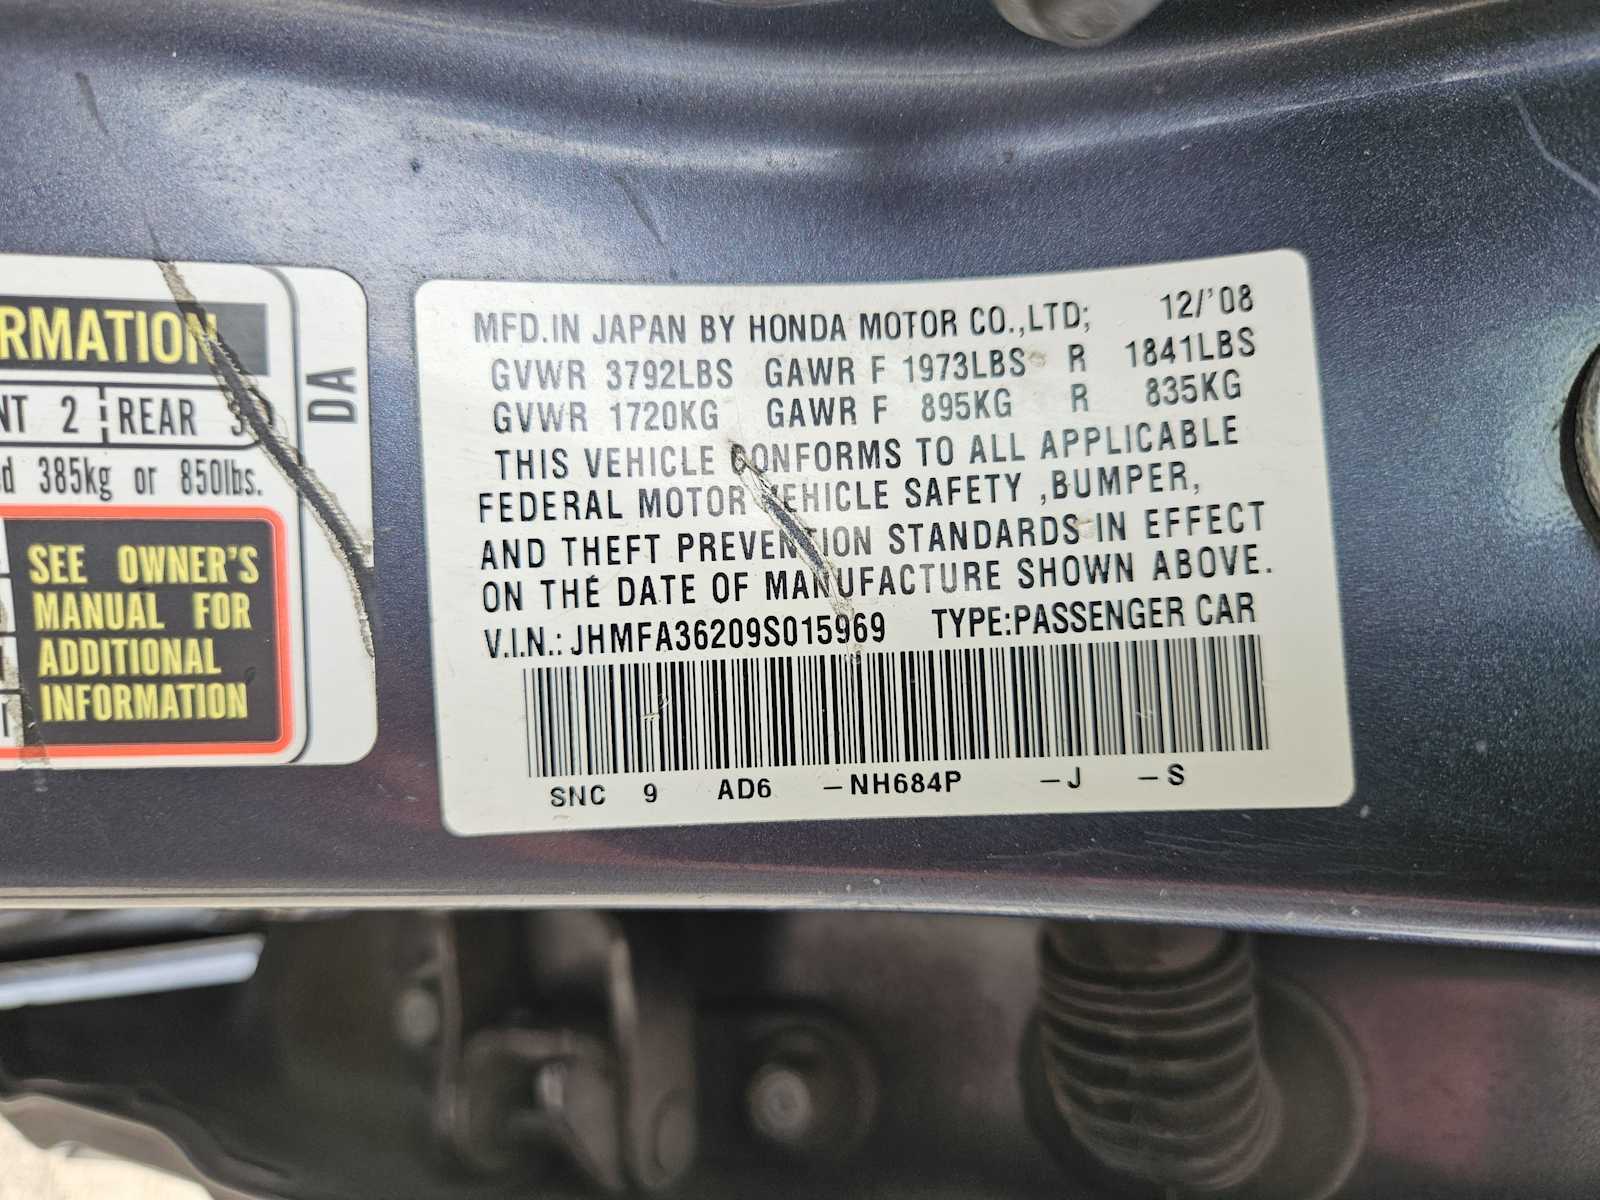 RMATION
NT 2 REAR 3
385kg or 850lbs.
SEE OWNER'S
MANUAL FOR
ADDITIONAL
INFORMATION
DA
MFD.IN JAPAN BY HONDA MOTOR CO.,LTD; 12/'08
GVWR 3792LBS GAWR F 1973LBS R 1841LBS
GVWR 1720KG GAWR F 895KG R 835KG
THIS VEHICLE CONFORMS TO ALL APPLICABLE
FEDERAL MOTOR VEHICLE SAFETY ,BUMPER,
AND THEFT PREVENTION STANDARDS IN EFFECT
ON THE DATE OF MANUFACTURE SHOWN ABOVE.
V.I.N.: JHMFA36209S015969 TYPE:PASSENGER CAR
SNC 9 AD6 –NH684P –J –S